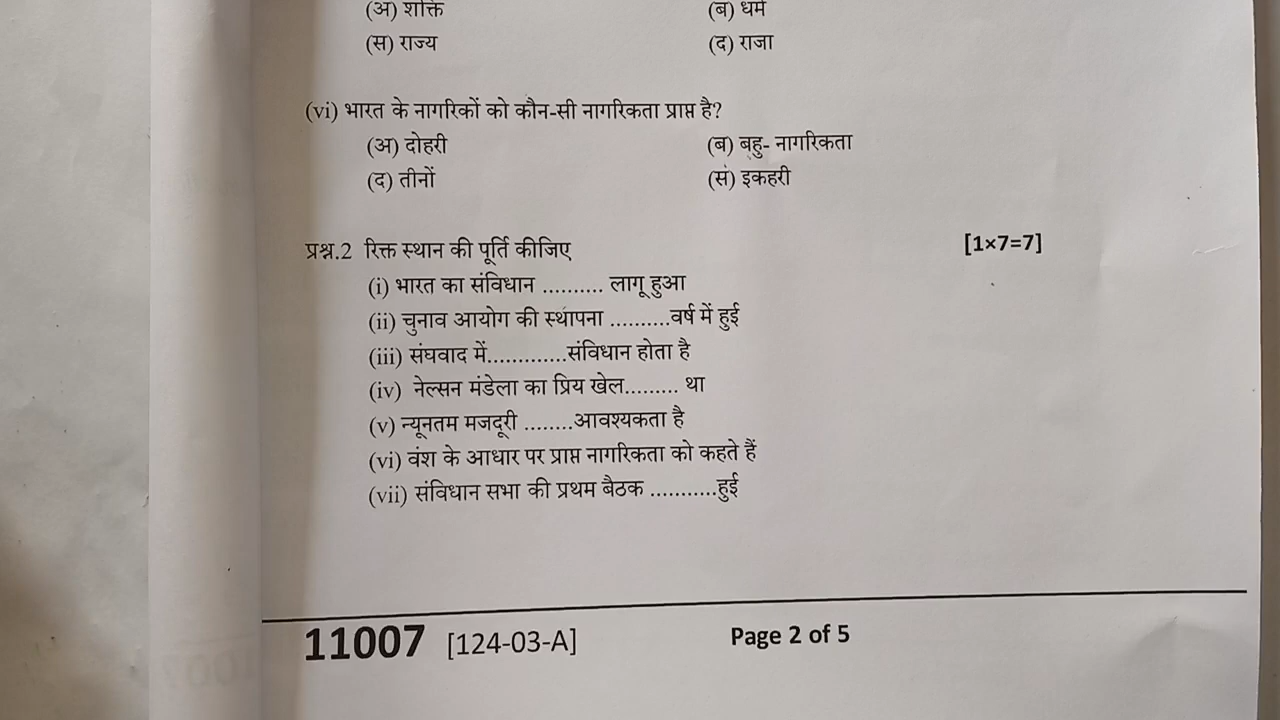 (अ) शक्ति (ब) धर्म
(स) राज्य (द) राजा
(vi) भारत के नागरिकों को कौन-सी नागरिकता प्राप्त है?
(अ) दोहरी (ब) बहु- नागरिकता
(द) तीनों (स) इकहरी
प्रश्न.2 रिक्त स्थान की पूर्ति कीजिए [1×7=7]
(i) भारत का संविधान .......... लागू हुआ
(ii) चुनाव आयोग की स्थापना ..........वर्ष में हुई
(iii) संघवाद में.............संविधान होता है
(iv) नेल्सन मंडेला का प्रिय खेल......... था
(v) न्यूनतम मजदूरी ........आवश्यकता है
(vi) वंश के आधार पर प्राप्त नागरिकता को कहते हैं
(vii) संविधान सभा की प्रथम बैठक ...........हुई
11007 [124-03-A] Page 2 of 5